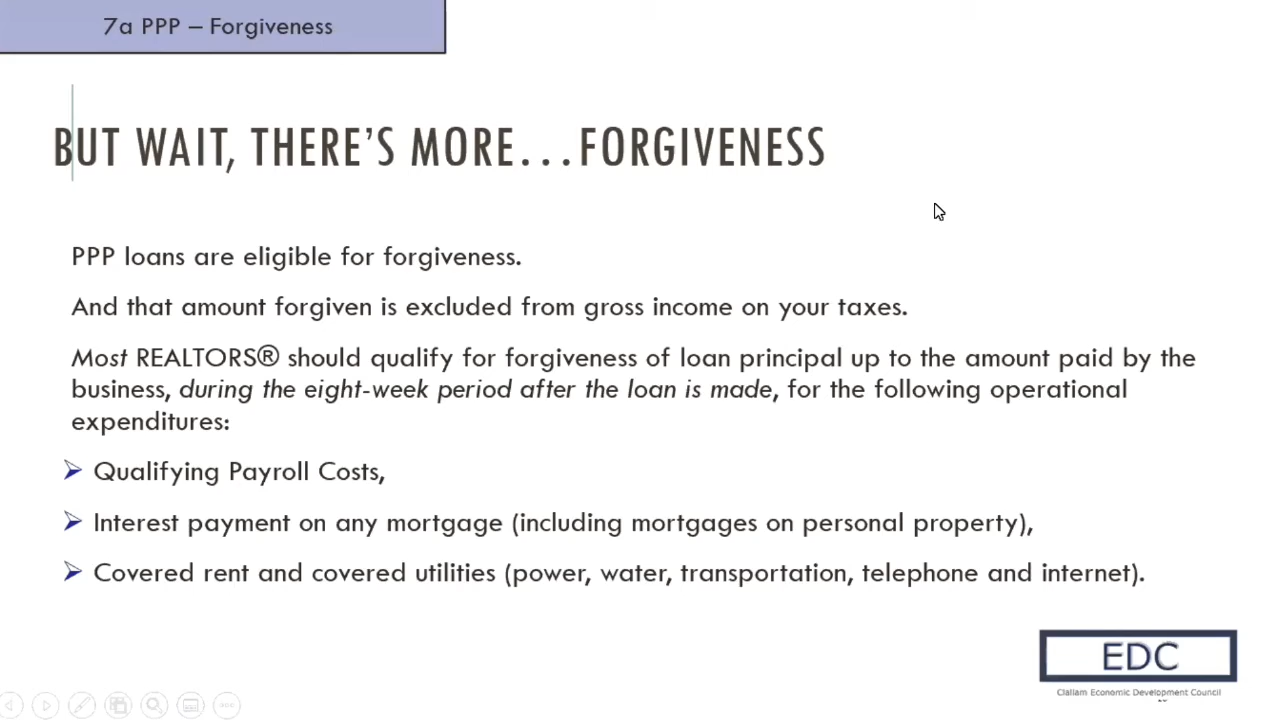 7a PPP – Forgiveness
BUT WAIT, THERE'S MORE...FORGIVENESS
PPP loans are eligible for forgiveness.
And that amount forgiven is excluded from gross income on your taxes.
Most REALTORS® should qualify for forgiveness of loan principal up to the amount paid by the
business, during the eight-week period after the loan is made, for the following operational
expenditures:
Qualifying Payroll Costs,
Interest payment on any mortgage (including mortgages on personal property),
Covered rent and covered utilities (power, water, transportation, telephone and internet).
EDC
Clallam Economic Development Council